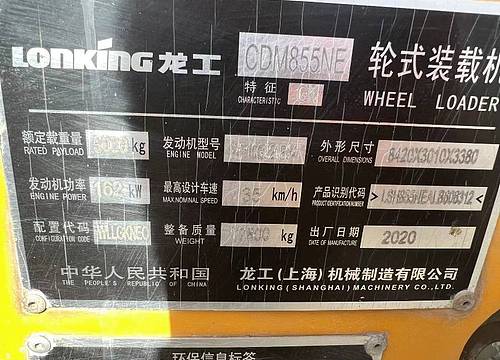 LONKING 龙工 CDM855NE 轮式装载机
特征
CHARACTERISTIC
WHEEL LOADER
额定载重量 kg 发动机型号 外形尺寸 8420X3010X3380
RATED PAYLOAD ENGINE MODEL OVERALL DIMENSIONS
发动机功率 162 kW 最高设计车速 35 km/h 产品识别代码
ENGINE POWER MAX.NOMINAL SPEED PRODUCT IDENTIFICATION NUMBER
配置代码 整备质量 kg 出厂日期 2020
CONFIGURATION CODE WEIGHT DATE OF MANUFACTURE
中华人民共和国 龙工(上海)机械制造有限公司
THE PEOPLE'S REPUBLIC OF CHINA LONKING (SHANGHAI) MACHINERY CO.,LTD.
环保信息标签